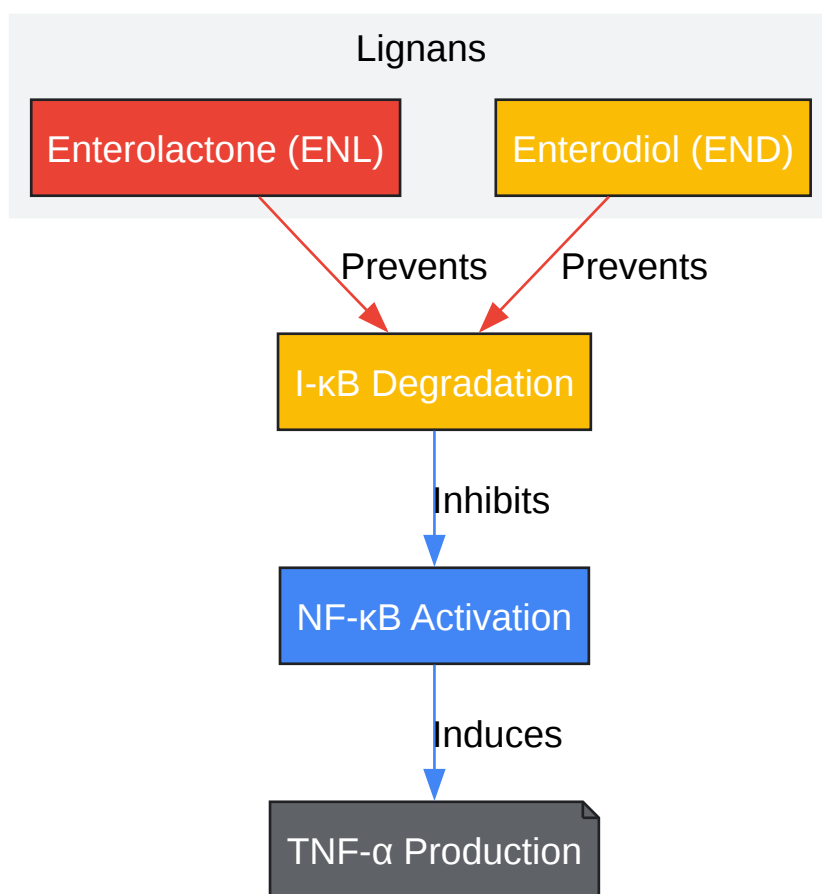 Lignans
Enterolactone (ENL)
Enterodiol (END)
Prevents
Prevents
I-κB Degradation
Inhibits
NF-κB Activation
Induces
TNF-α Production